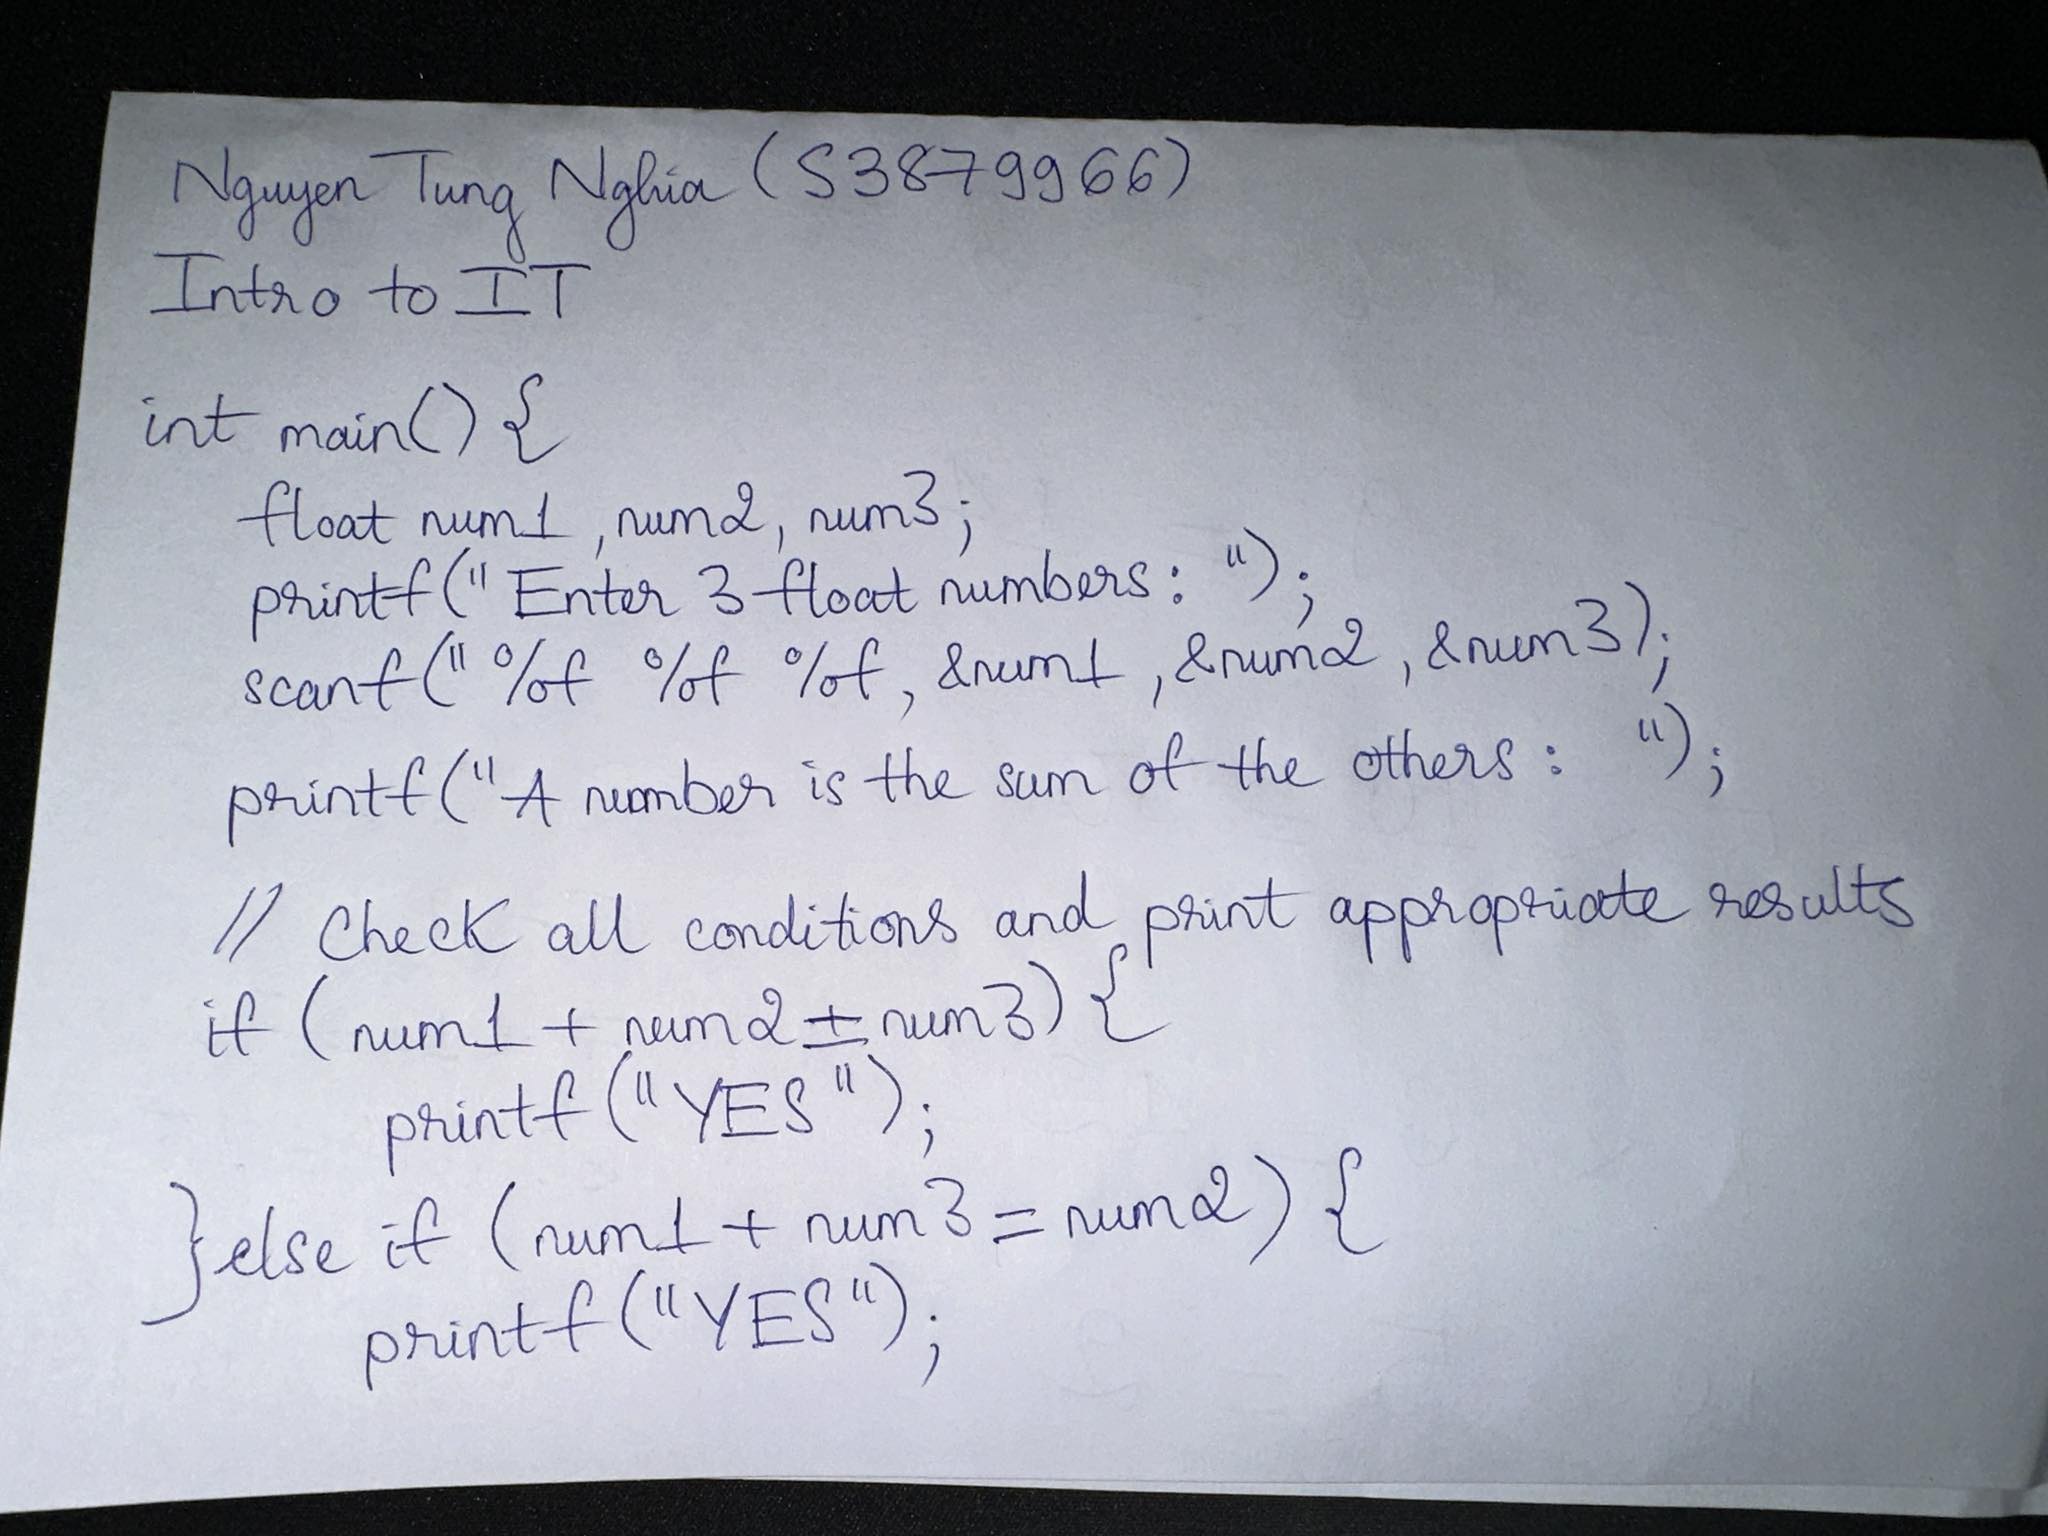 Nguyen Tung Nghia (S3879966)
Intro to IT
int main() {
float num1, num2, num3;
printf("Enter 3 float numbers: ");
scanf("%f %f %f, &num1, &num2, &num3);
printf("A number is the sum of the others: ");
// Check all conditions and print appropriate results
if (num1 + num2 ± num3) {
printf("YES");
} else if (num1 + num3 = num2) {
printf("YES");